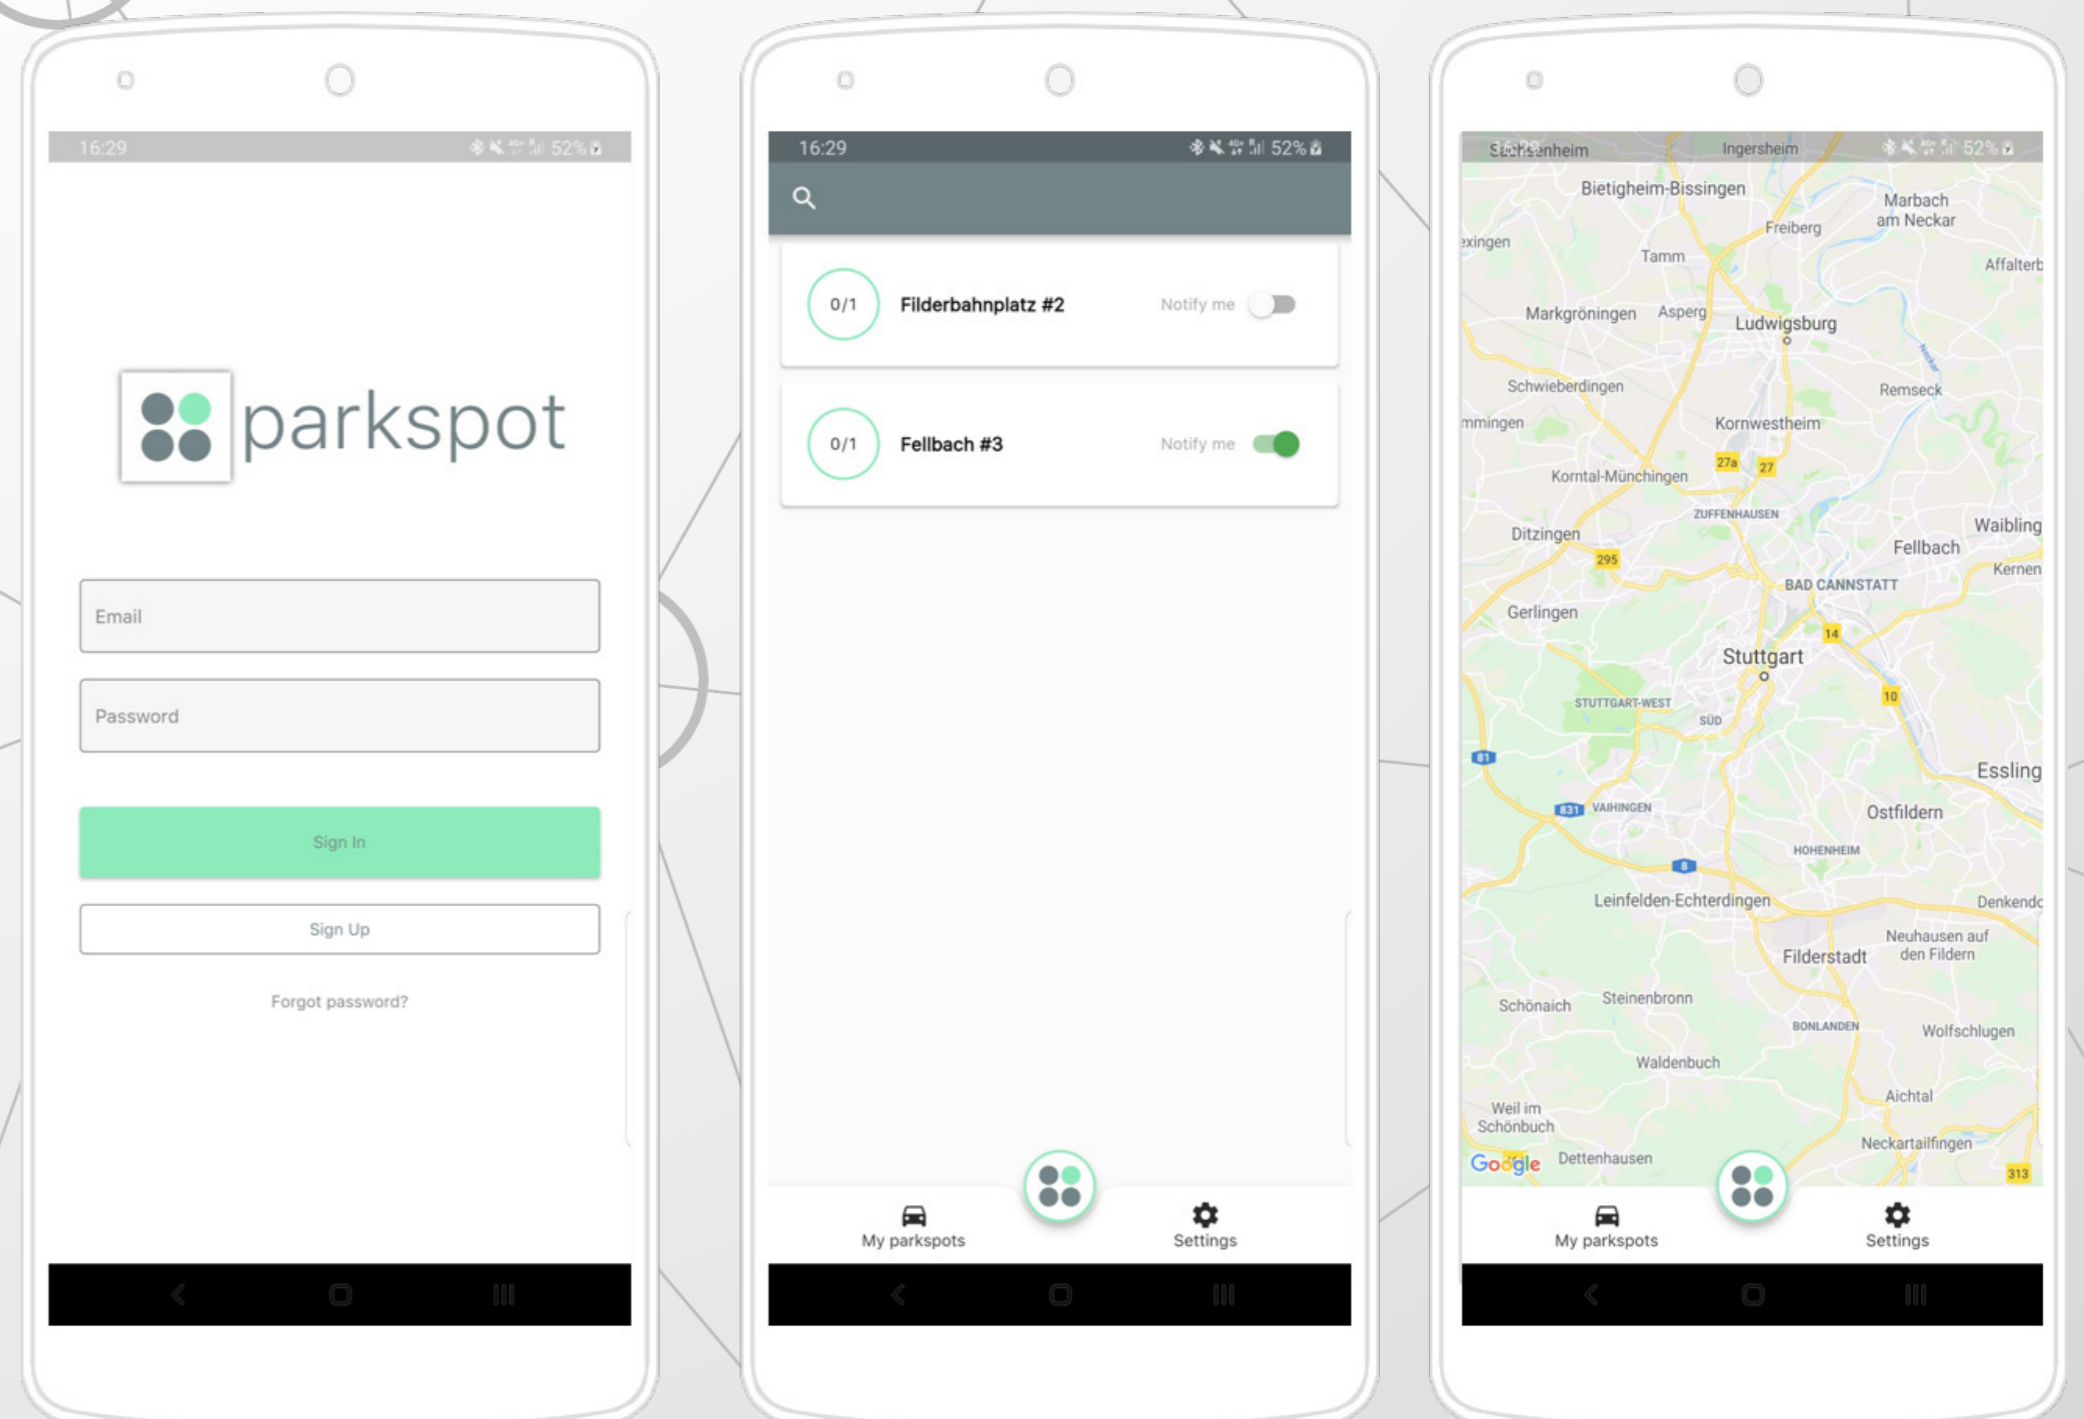 16:29
52%
parkspot
Email
Password
Sign In
Sign Up
Forgot password?
16:29
52%
0/1 Filderbahnplatz #2 Notify me
0/1 Fellbach #3 Notify me
My parkspots
Settings
52%
Ingersheim
Bietigheim-Bissingen
Marbach
am Neckar
Freiberg
exingen
Tamm
Affalterb
Markgröningen
Asperg
Ludwigsburg
Neckar
Schwieberdingen
Remseck
mmingen
Kornwestheim
27a
27
Korntal-Münchingen
ZUFFENHAUSEN
Waibling
Ditzingen
Fellbach
295
Kernen
BAD CANNSTATT
Gerlingen
14
Stuttgart
STUTTGART-WEST
10
SÜD
81
Essling
831
VAIHINGEN
Ostfildern
HOHENHEIM
8
Leinfelden-Echterdingen
Denkendo
Neuhausen auf
den Fildern
Filderstadt
Steinenbronn
Schönaich
BONLANDEN
Wolfschlugen
Waldenbuch
Aichtal
Weil im
Schönbuch
Neckartailfingen
Google
Dettenhausen
313
My parkspots
Settings